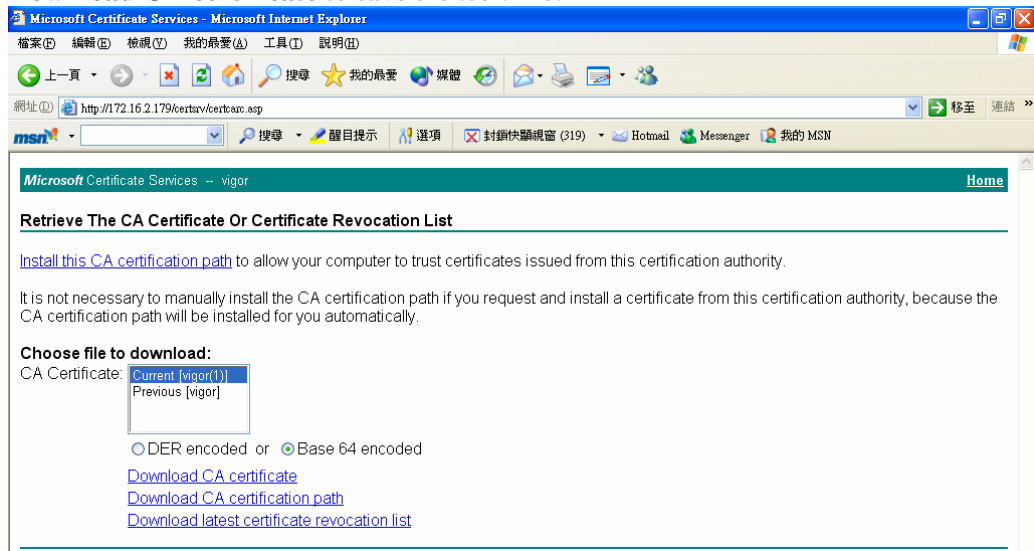 Microsoft Certificate Services - Microsoft Internet Explorer
檔案(F) 編輯(E) 檢視(V) 我的最愛(A) 工具(T) 說明(H)
上一頁 搜尋 我的最愛 媒體
網址(D) http://172.16.2.179/certsrv/certcarc.asp 移至 連結 »
msn 搜尋 醒目提示 選項 封鎖快顯視窗 (319) Hotmail Messenger 我的 MSN
Microsoft Certificate Services -- vigor Home
Retrieve The CA Certificate Or Certificate Revocation List
Install this CA certification path to allow your computer to trust certificates issued from this certification authority.
It is not necessary to manually install the CA certification path if you request and install a certificate from this certification authority, because the
CA certification path will be installed for you automatically.
Choose file to download:
CA Certificate: Current [vigor(1)]
Previous [vigor]
DER encoded or Base 64 encoded
Download CA certificate
Download CA certification path
Download latest certificate revocation list